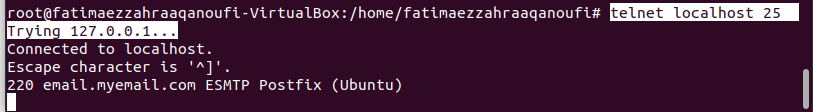 root@fatimaezzahraaqanoufi-VirtualBox:/home/fatimaezzahraaqanoufi# telnet localhost 25
Trying 127.0.0.1...
Connected to localhost.
Escape character is '^]'.
220 email.myemail.com ESMTP Postfix (Ubuntu)